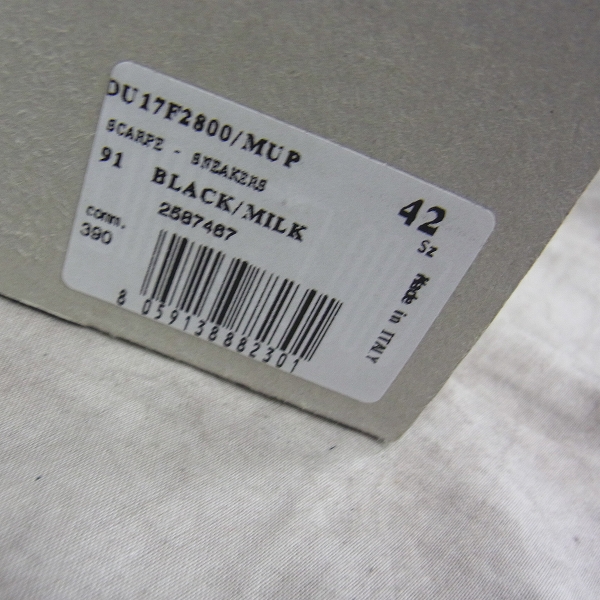 DU17F2800/MUP
SCARPE - SNEAKERS
91 BLACK/MILK
2587487
comm.
390
42
Sz
Made in ITALY
8 059138882301